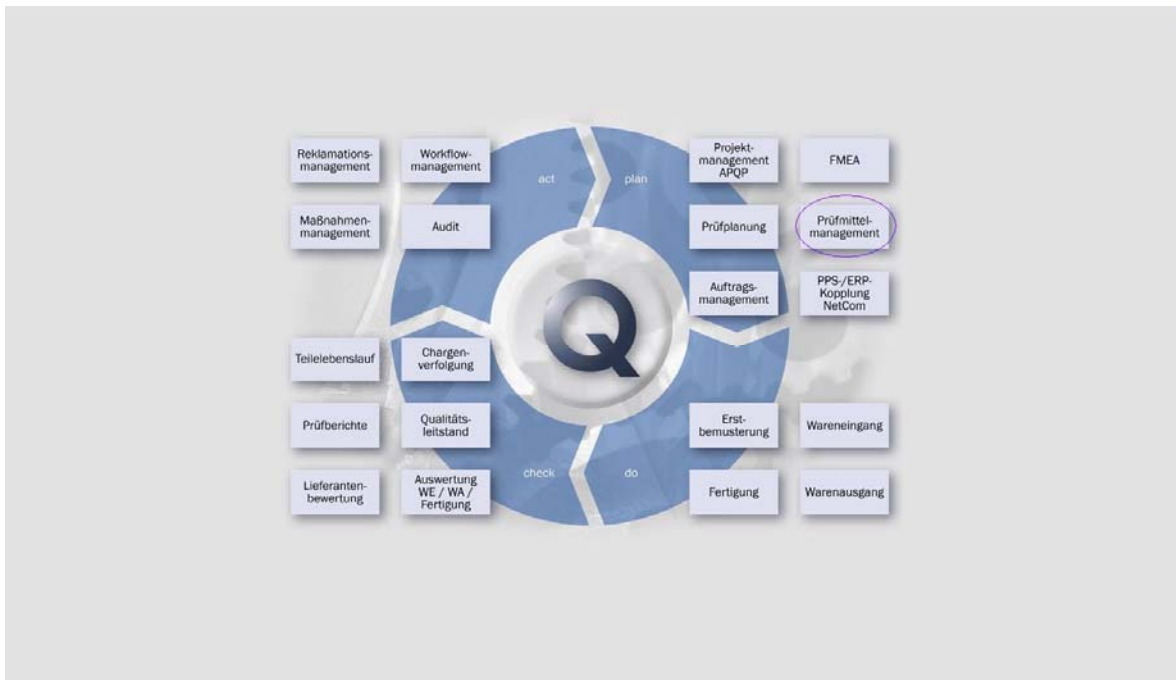 Reklamations-
management
Workflow-
management
act
plan
Projekt-
management
APQP
FMEA
Maßnahmen-
management
Audit
Prüfplanung
Prüfmittel-
management
Auftrags-
management
PPS-/ERP-
Kopplung
NetCom
Q
Teilelebenslauf
Chargen-
verfolgung
Prüfberichte
Qualitäts-
leitstand
Erst-
bemusterung
Wareneingang
Lieferanten-
bewertung
Auswertung
WE / WA /
Fertigung
check
do
Fertigung
Warenausgang